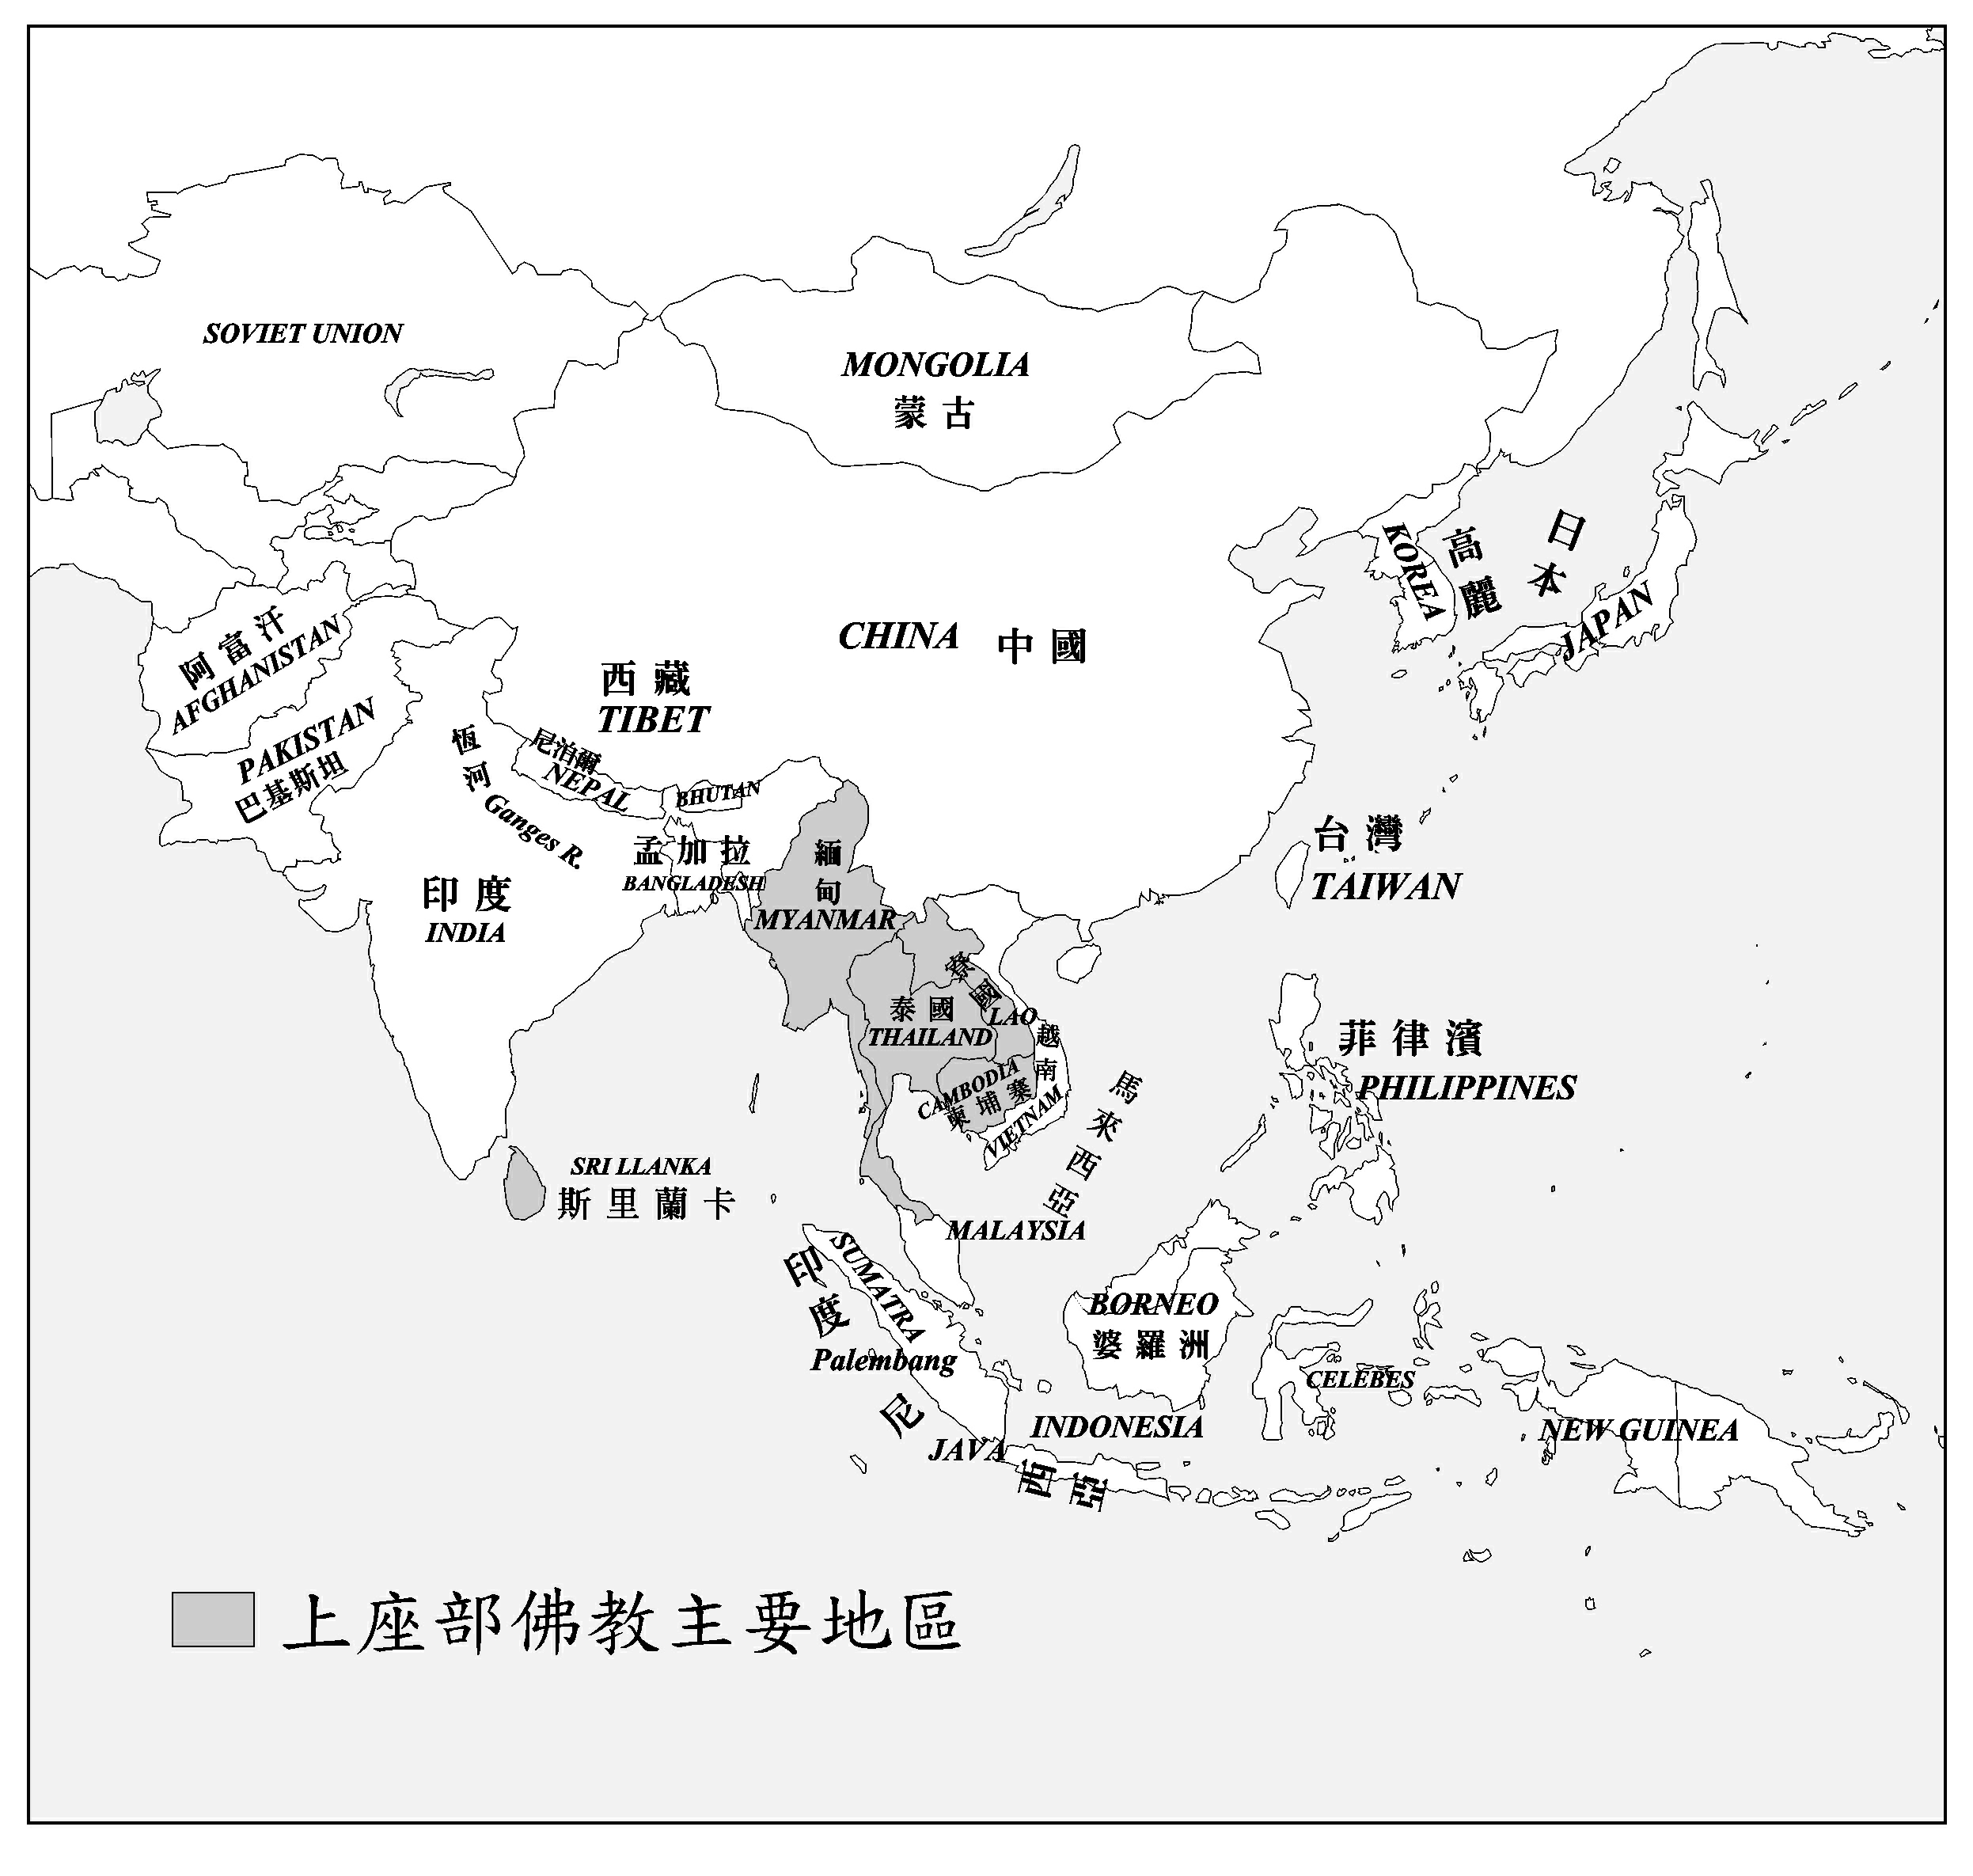 SOVIET UNION
MONGOLIA
蒙古
KOREA
高麗
日本
JAPAN
CHINA 中國
阿富汗
AFGHANISTAN
西藏
TIBET
PAKISTAN
巴基斯坦
恆河
Ganges R.
尼泊爾
NEPAL
BHUTAN
孟加拉
BANGLADESH
印度
INDIA
緬甸
MYANMAR
台灣
TAIWAN
寮國
LAO
泰國
THAILAND
越南
VIETNAM
CAMBODIA
柬埔寨
菲律濱
PHILIPPINES
馬來西亞
MALAYSIA
SRI LLANKA
斯里蘭卡
印度尼西亞
SUMATRA
Palembang
BORNEO
婆羅洲
CELEBES
INDONESIA
JAVA
NEW GUINEA
上座部佛教主要地區